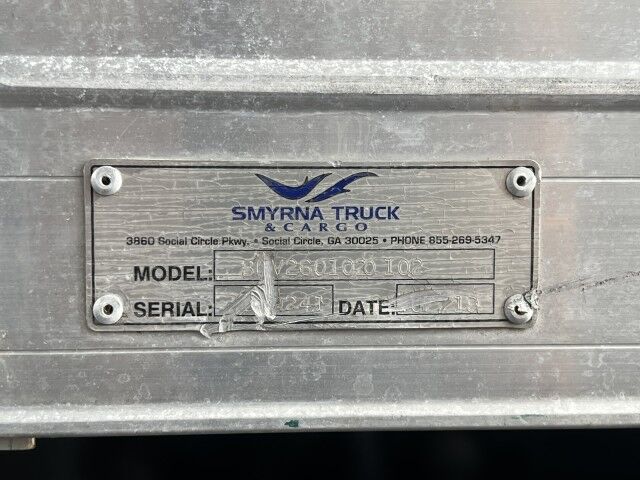 SMYRNA TRUCK
& CARGO
3860 Social Circle Pkwy. • Social Circle, GA 30025 • PHONE 855-269-5347
MODEL:
SERIAL: DATE: